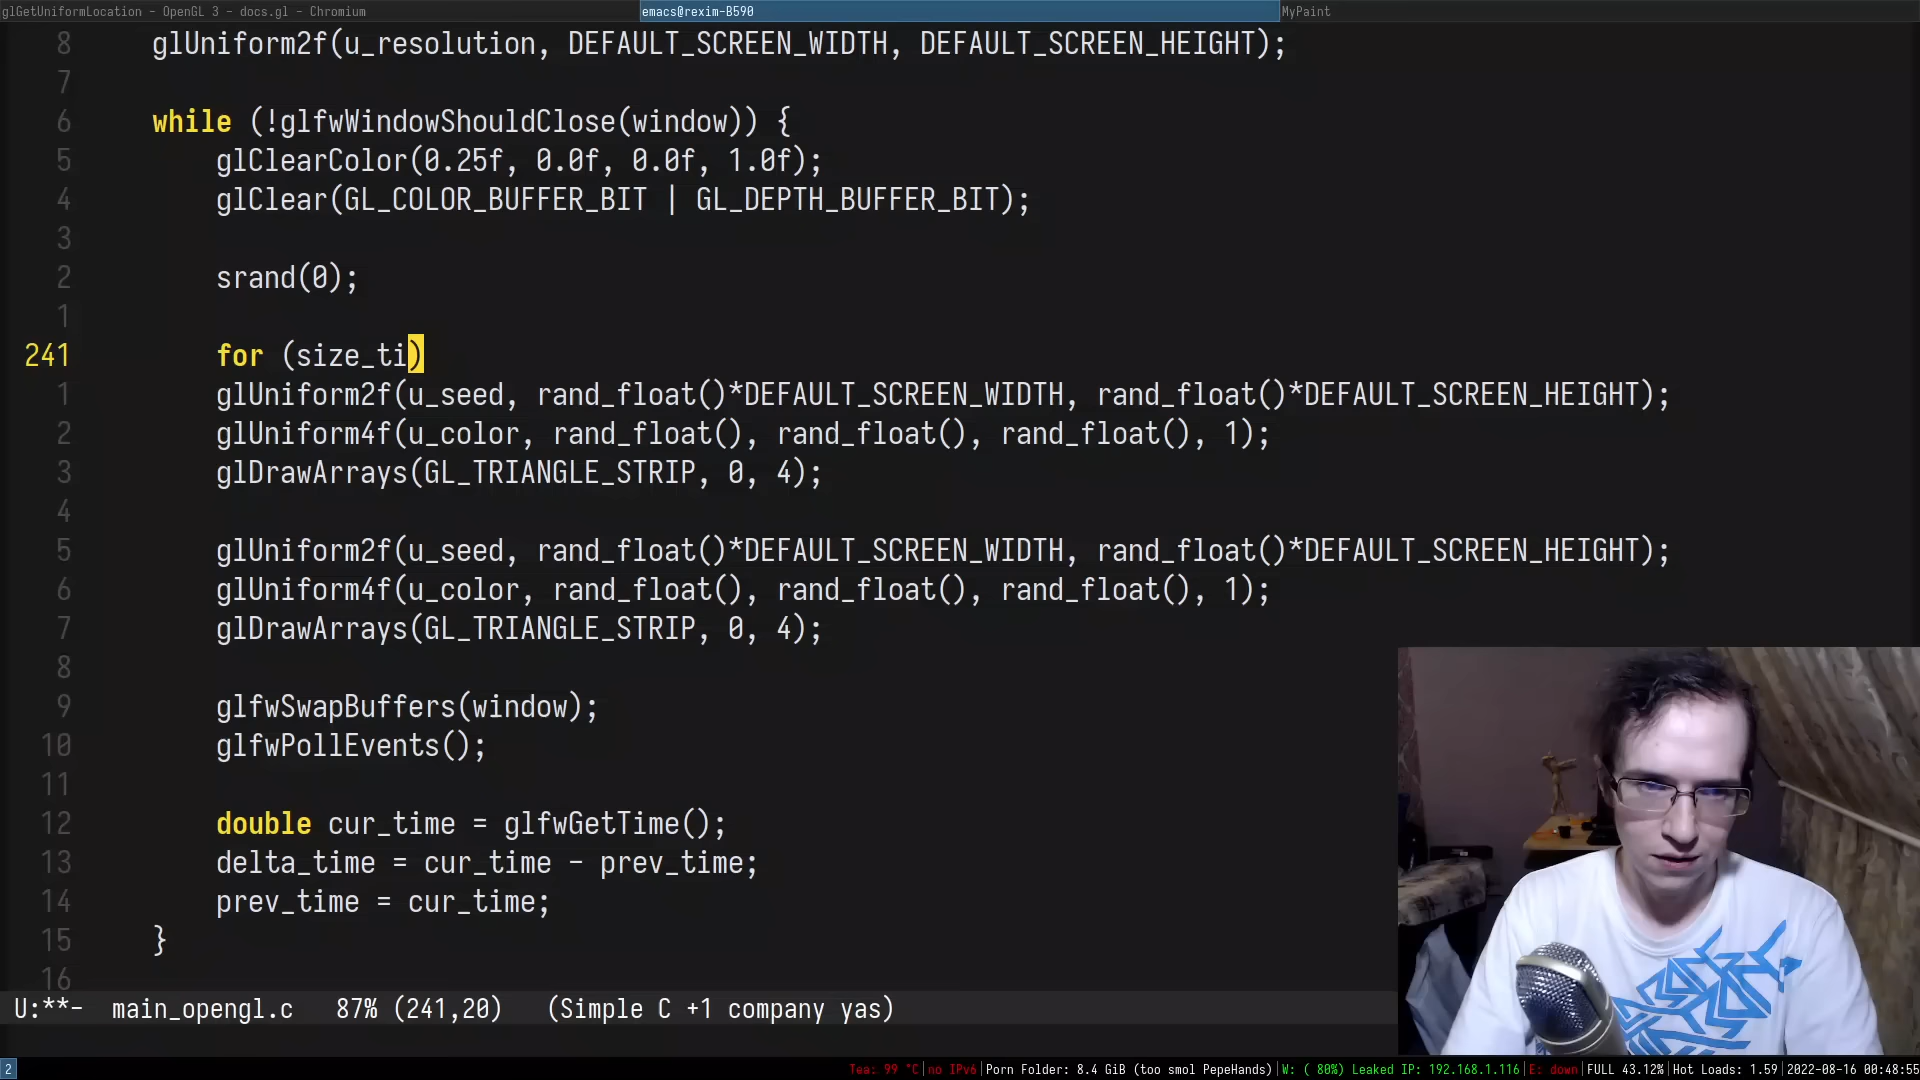 glGetUniformLocation - OpenGL 3 - docs.gl - Chromium
emacs@rexim-B590
MyPaint
8 glUniform2f(u_resolution, DEFAULT_SCREEN_WIDTH, DEFAULT_SCREEN_HEIGHT);
7
6 while (!glfwWindowShouldClose(window)) {
5 glClearColor(0.25f, 0.0f, 0.0f, 1.0f);
4 glClear(GL_COLOR_BUFFER_BIT | GL_DEPTH_BUFFER_BIT);
3
2 srand(0);
1
241 for (size_ti)
1 glUniform2f(u_seed, rand_float()*DEFAULT_SCREEN_WIDTH, rand_float()*DEFAULT_SCREEN_HEIGHT);
2 glUniform4f(u_color, rand_float(), rand_float(), rand_float(), 1);
3 glDrawArrays(GL_TRIANGLE_STRIP, 0, 4);
4
5 glUniform2f(u_seed, rand_float()*DEFAULT_SCREEN_WIDTH, rand_float()*DEFAULT_SCREEN_HEIGHT);
6 glUniform4f(u_color, rand_float(), rand_float(), rand_float(), 1);
7 glDrawArrays(GL_TRIANGLE_STRIP, 0, 4);
8
9 glfwSwapBuffers(window);
10 glfwPollEvents();
11
12 double cur_time = glfwGetTime();
13 delta_time = cur_time - prev_time;
14 prev_time = cur_time;
15 }
16
U:**- main_opengl.c 87% (241,20) (Simple C +1 company yas)
2
Tea: 99 °C|no IPv6|Porn Folder: 8.4 GiB (too smol PepeHands)|W: ( 80%) Leaked IP: 192.168.1.116|E: down|FULL 43.12%|Hot Loads: 1.59|2022-08-16 00:48:55